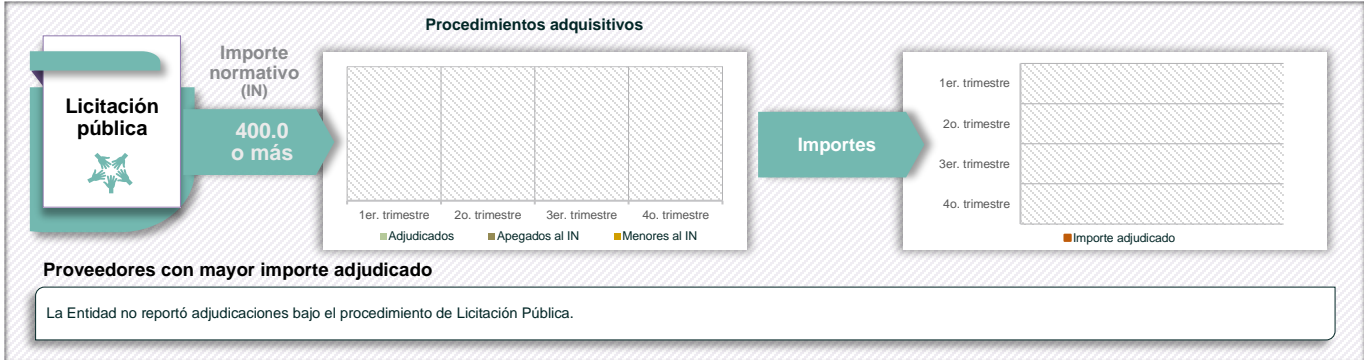 Procedimientos adquisitivos
Licitación
pública
Importe
normativo
(IN)
400.0
o más
1er. trimestre
2o. trimestre
3er. trimestre
4o. trimestre
Adjudicados
Apegados al IN
Menores al IN
Importes
1er. trimestre
2o. trimestre
3er. trimestre
4o. trimestre
Importe adjudicado
Proveedores con mayor importe adjudicado
La Entidad no reportó adjudicaciones bajo el procedimiento de Licitación Pública.